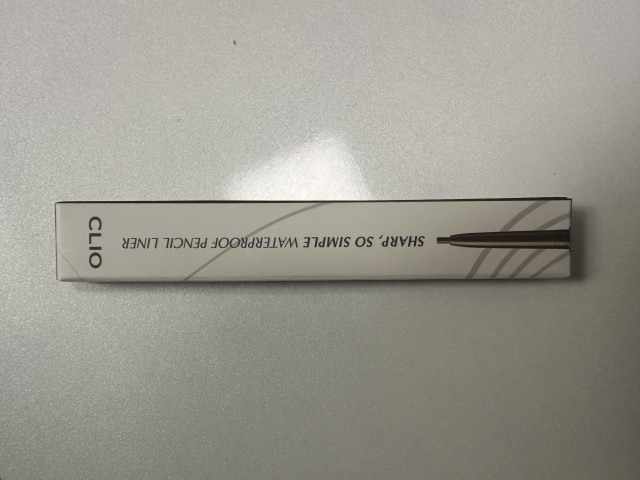 SHARP, SO SIMPLE WATERPROOF PENCIL LINER
CLIO